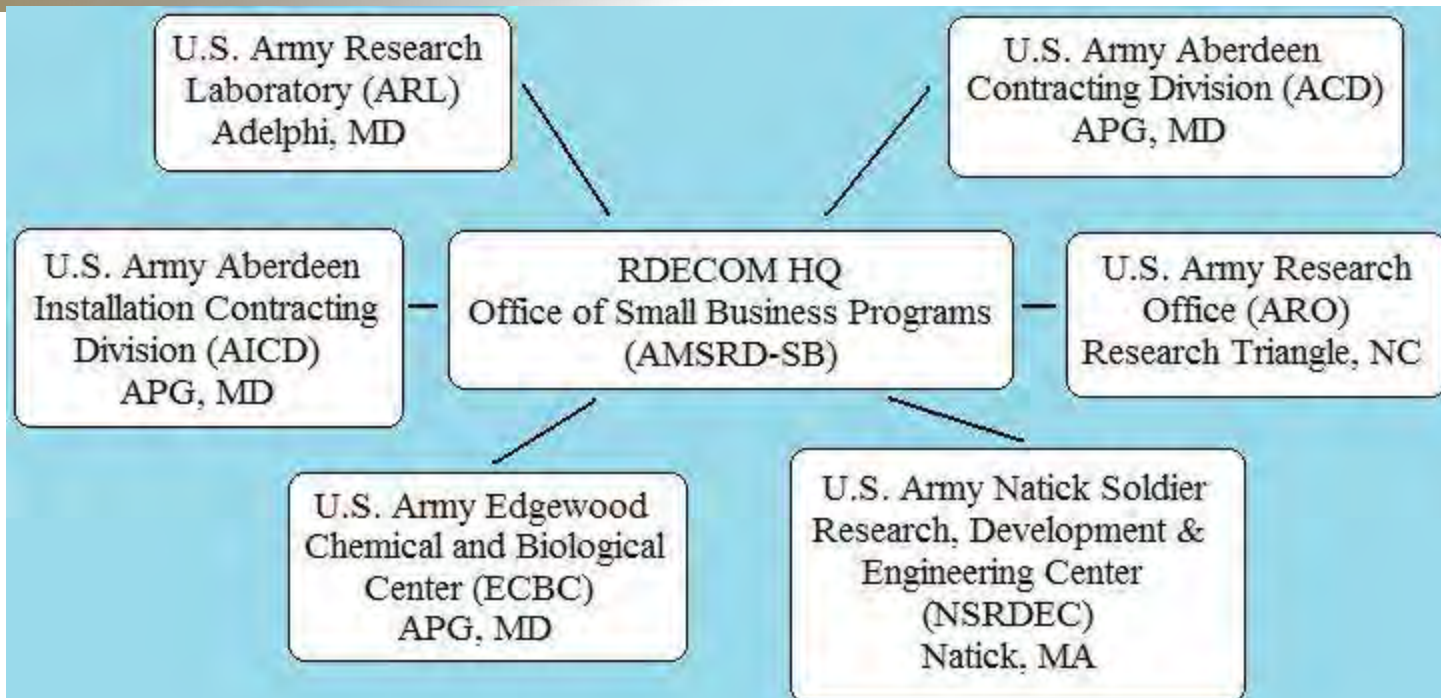 U.S. Army Research
Laboratory (ARL)
Adelphi, MD
U.S. Army Aberdeen
Contracting Division (ACD)
APG, MD
U.S. Army Aberdeen
Installation Contracting
Division (AICD)
APG, MD
RDECOM HQ
Office of Small Business Programs
(AMSRD-SB)
U.S. Army Research
Office (ARO)
Research Triangle, NC
U.S. Army Edgewood
Chemical and Biological
Center (ECBC)
APG, MD
U.S. Army Natick Soldier
Research, Development &
Engineering Center
(NSRDEC)
Natick, MA